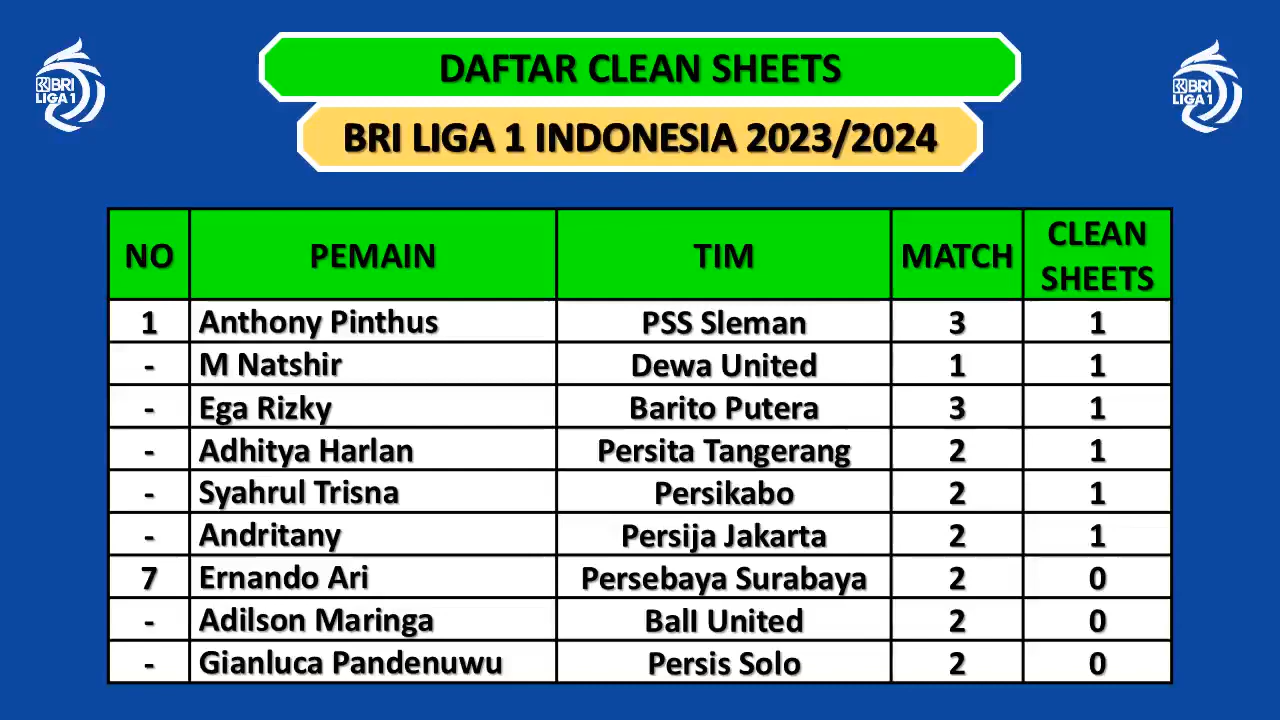 DAFTAR CLEAN SHEETS
BRI LIGA 1 INDONESIA 2023/2024
BRI
LIGA 1
BRI
LIGA 1
NO PEMAIN TIM MATCH CLEAN SHEETS
1 Anthony Pinthus PSS Sleman 3 1
- M Natshir Dewa United 1 1
- Ega Rizky Barito Putera 3 1
- Adhitya Harlan Persita Tangerang 2 1
- Syahrul Trisna Persikabo 2 1
- Andritany Persija Jakarta 2 1
7 Ernando Ari Persebaya Surabaya 2 0
- Adilson Maringa BalI United 2 0
- Gianluca Pandenuwu Persis Solo 2 0